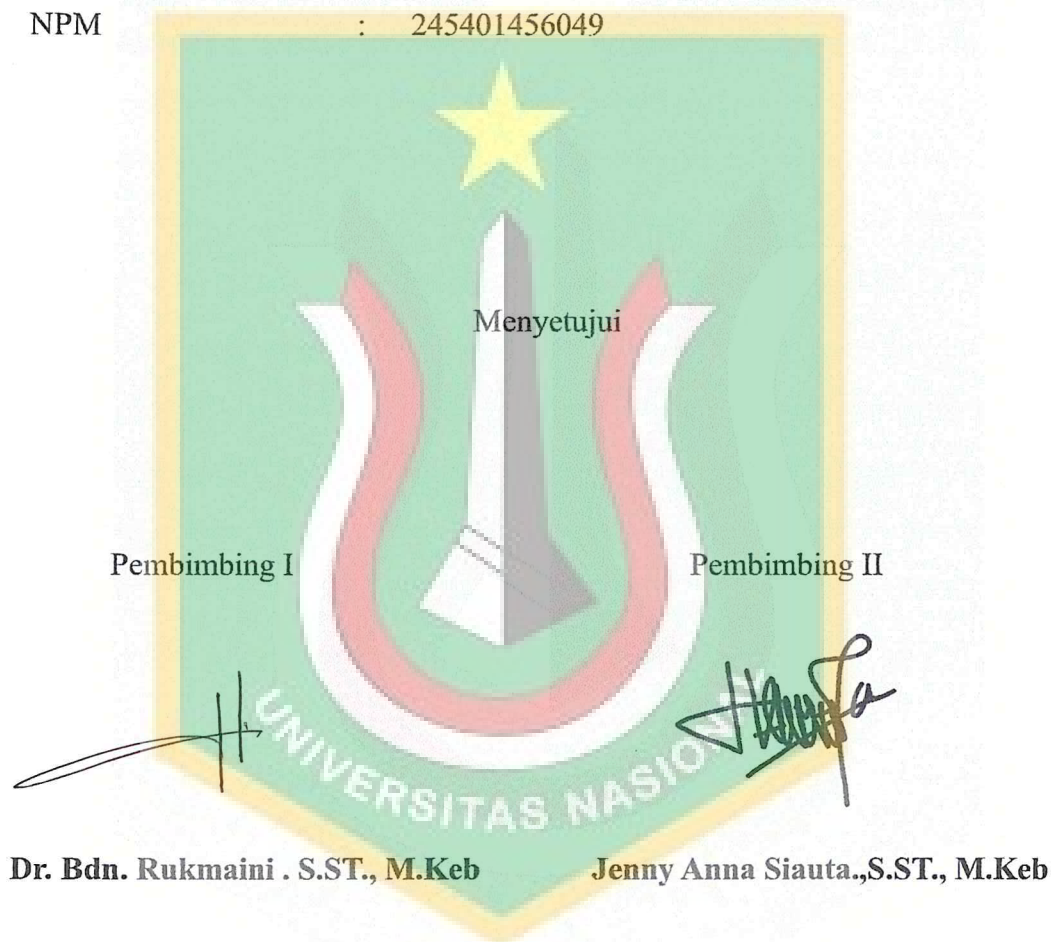 NPM : 245401456049
Menyetujui
Pembimbing I Pembimbing II
UNIVERSITAS NASIONAL
Dr. Bdn. Rukmaini . S.ST., M.Keb Jenny Anna Siauta.,S.ST., M.Keb